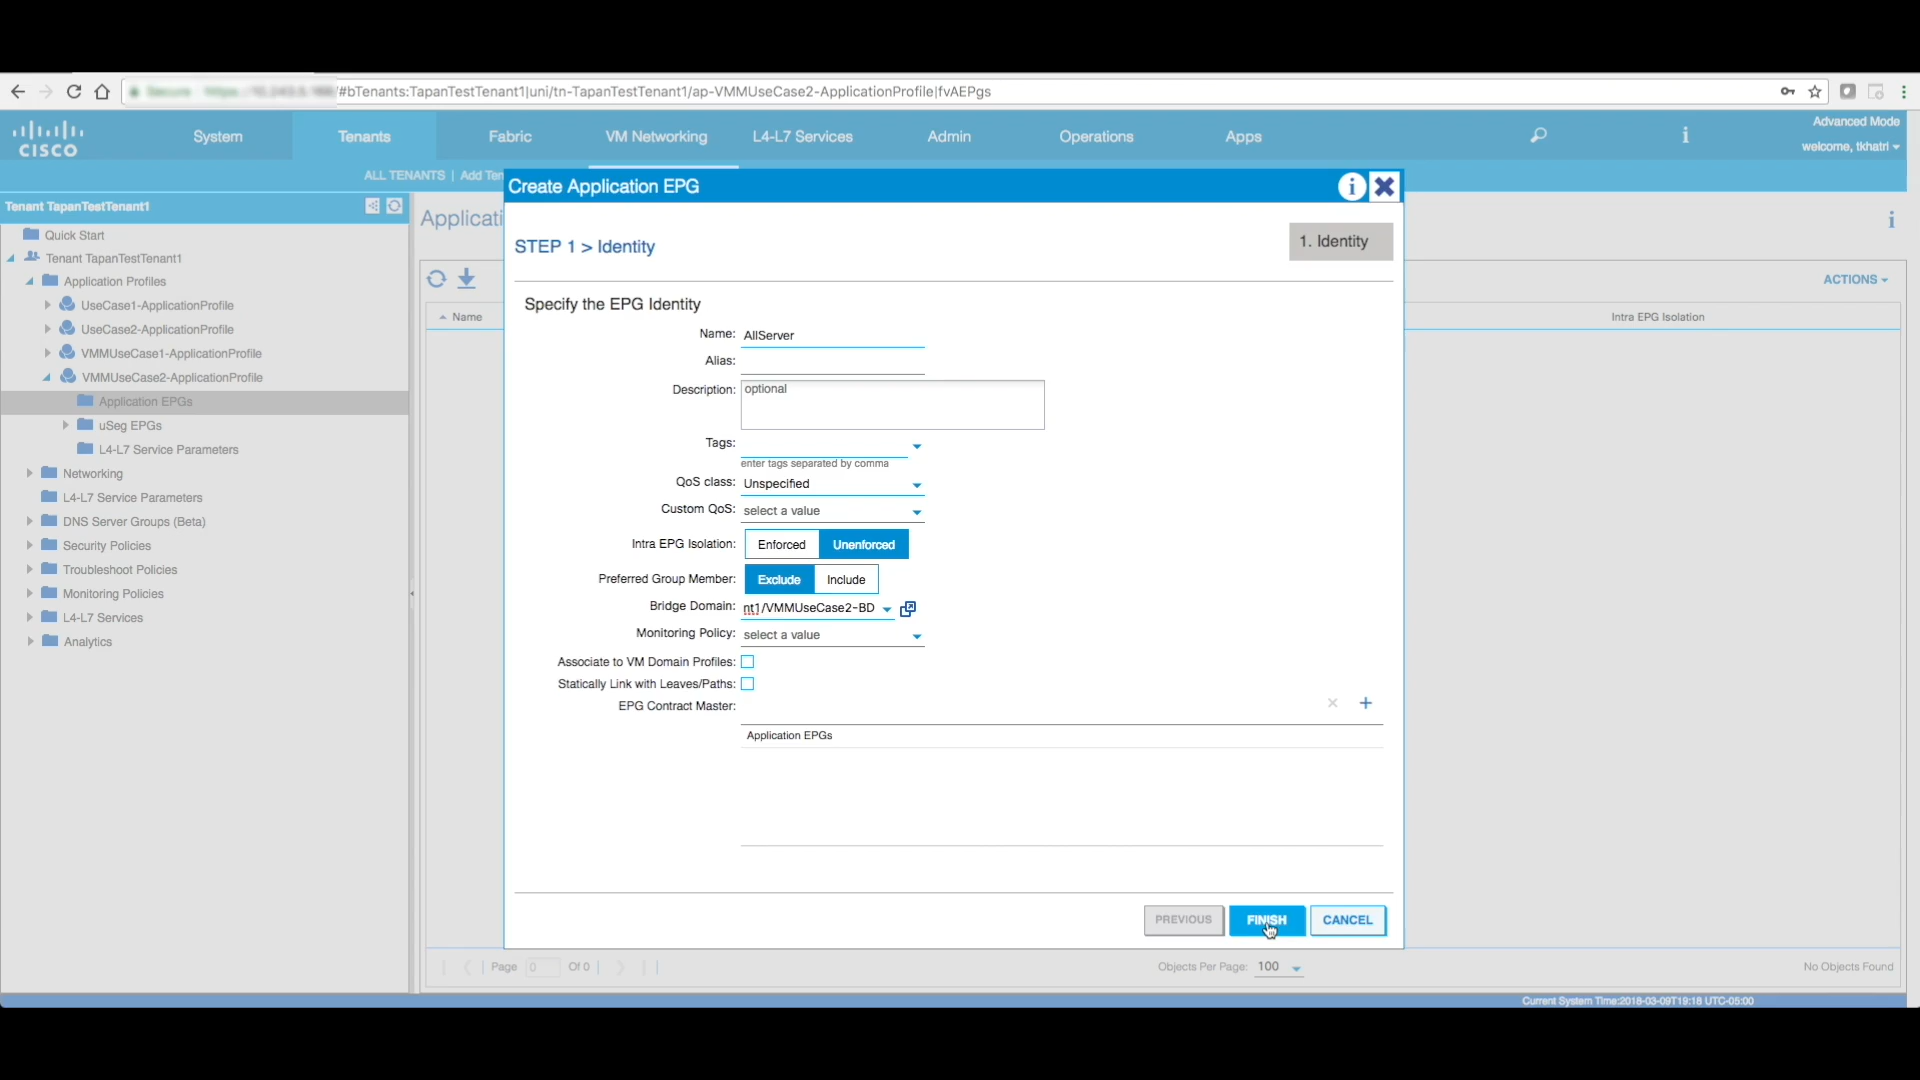 #bTenants:TapanTestTenant1|uni/tn-TapanTestTenant1/ap-VMMUseCase2-ApplicationProfile|fvAEPgs
CISCO
System
Tenants
Fabric
VM Networking
L4-L7 Services
Admin
Operations
Apps
i
Advanced Mode
welcome, tkhatri
ALL TENANTS | Add Ten
Tenant TapanTestTenant1
Quick Start
Tenant TapanTestTenant1
Application Profiles
UseCase1-ApplicationProfile
UseCase2-ApplicationProfile
VMMUseCase1-ApplicationProfile
VMMUseCase2-ApplicationProfile
Application EPGs
uSeg EPGs
L4-L7 Service Parameters
Networking
L4-L7 Service Parameters
DNS Server Groups (Beta)
Security Policies
Troubleshoot Policies
Monitoring Policies
L4-L7 Services
Analytics
Applicati
i
ACTIONS
Name
Intra EPG Isolation
Create Application EPG
i
STEP 1 > Identity
1. Identity
Specify the EPG Identity
Name: AllServer
Alias:
Description: optional
Tags:
enter tags separated by comma
QoS class: Unspecified
Custom QoS: select a value
Intra EPG Isolation: Enforced Unenforced
Preferred Group Member: Exclude Include
Bridge Domain: nt1/VMMUseCase2-BD
Monitoring Policy: select a value
Associate to VM Domain Profiles:
Statically Link with Leaves/Paths:
EPG Contract Master:
Application EPGs
PREVIOUS FINISH CANCEL
Page 0 Of 0
Objects Per Page: 100
No Objects Found
Current System Time:2018-03-09T19:18 UTC-05:00